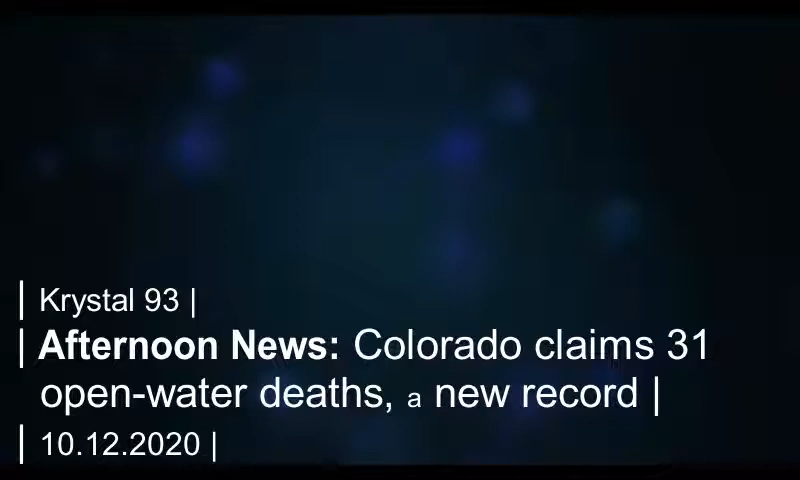 | Krystal 93 |
| Afternoon News: Colorado claims 31
open-water deaths, a new record |
| 10.12.2020 |